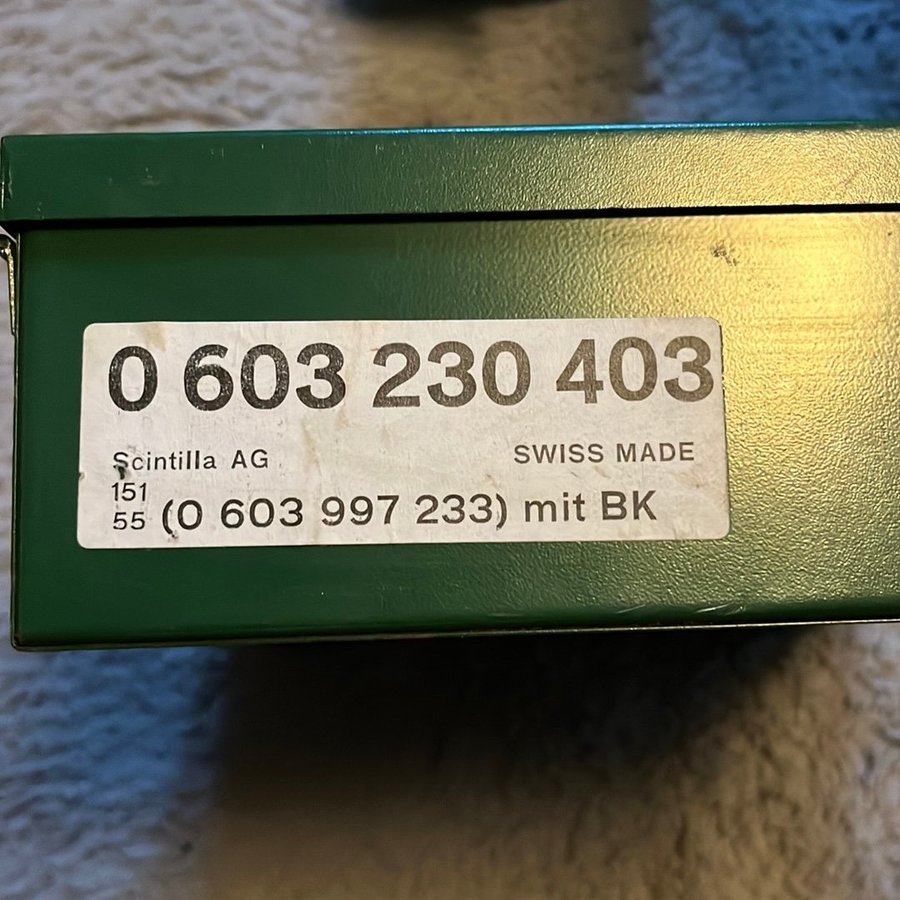 0 603 230 403
Scintilla AG SWISS MADE
151
55 (0 603 997 233) mit BK